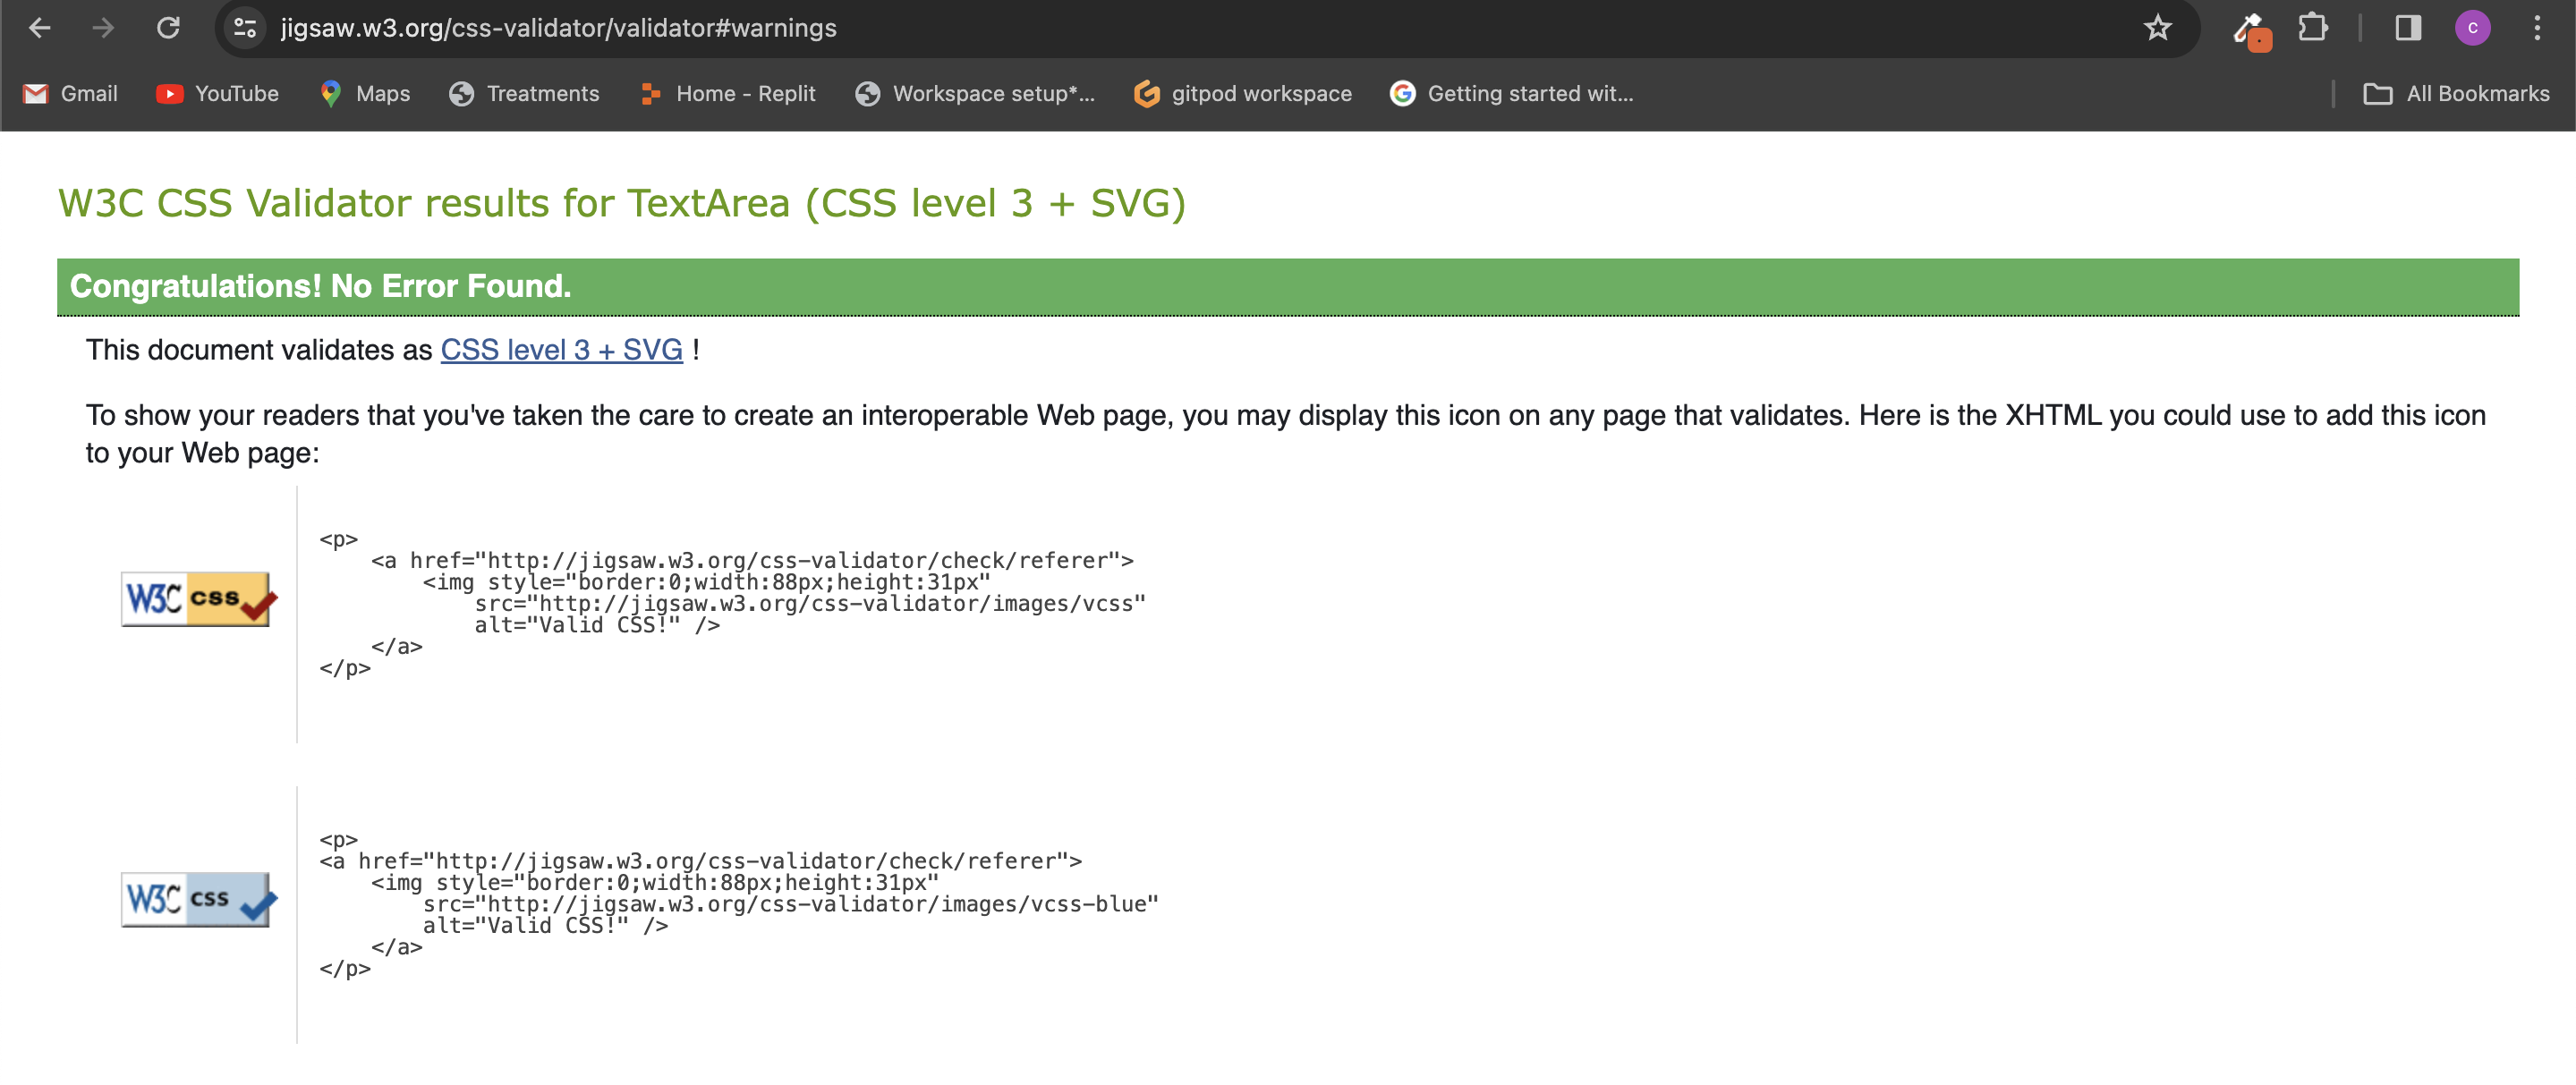 jigsaw.w3.org/css-validator/validator#warnings
C
Gmail YouTube Maps Treatments Home - Replit Workspace setup*... gitpod workspace Getting started wit... All Bookmarks
W3C CSS Validator results for TextArea (CSS level 3 + SVG)
Congratulations! No Error Found.
This document validates as CSS level 3 + SVG !
To show your readers that you've taken the care to create an interoperable Web page, you may display this icon on any page that validates. Here is the XHTML you could use to add this icon
to your Web page:
W3C css
<p>
    <a href="http://jigsaw.w3.org/css-validator/check/referer">
        <img style="border:0;width:88px;height:31px"
            src="http://jigsaw.w3.org/css-validator/images/vcss"
            alt="Valid CSS!" />
    </a>
</p>
W3C css
<p>
<a href="http://jigsaw.w3.org/css-validator/check/referer">
    <img style="border:0;width:88px;height:31px"
        src="http://jigsaw.w3.org/css-validator/images/vcss-blue"
        alt="Valid CSS!" />
    </a>
</p>